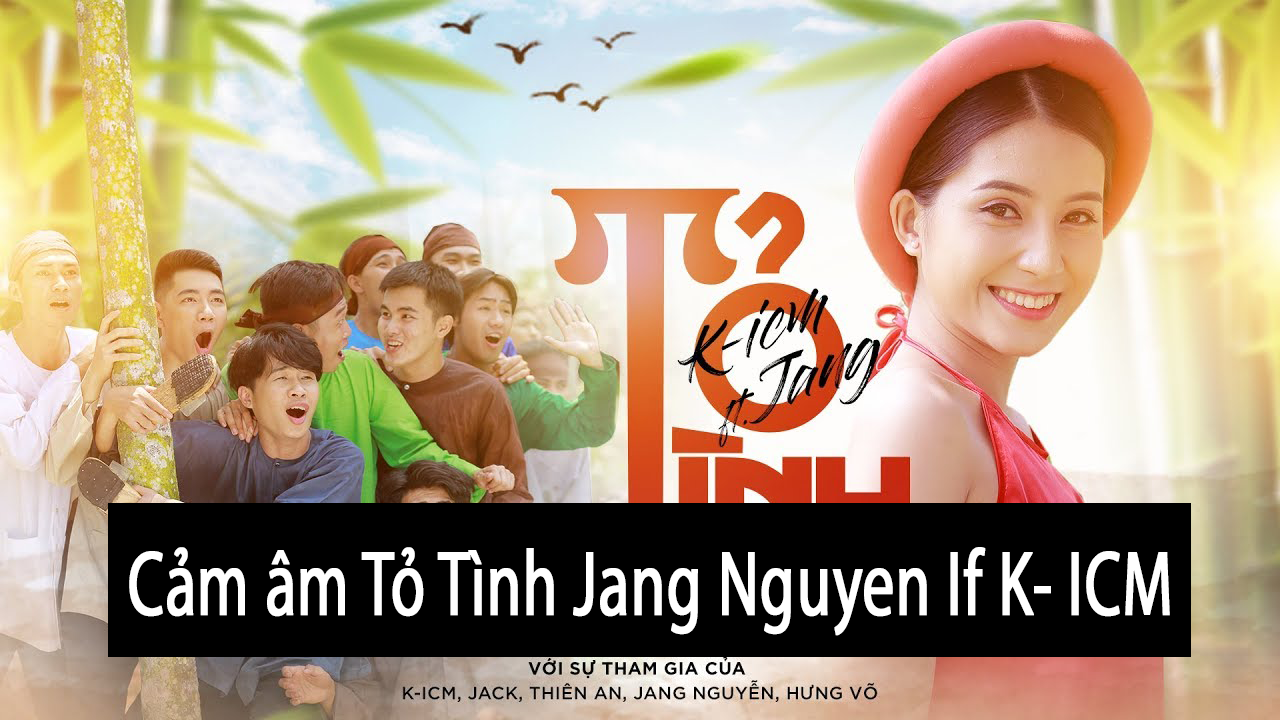 TỎ
K-icm
ft. Jang
TÌNH
Cảm âm Tỏ Tình Jang Nguyen If K- ICM
VỚI SỰ THAM GIA CỦA
K-ICM, JACK, THIÊN AN, JANG NGUYỄN, HƯNG VÕ